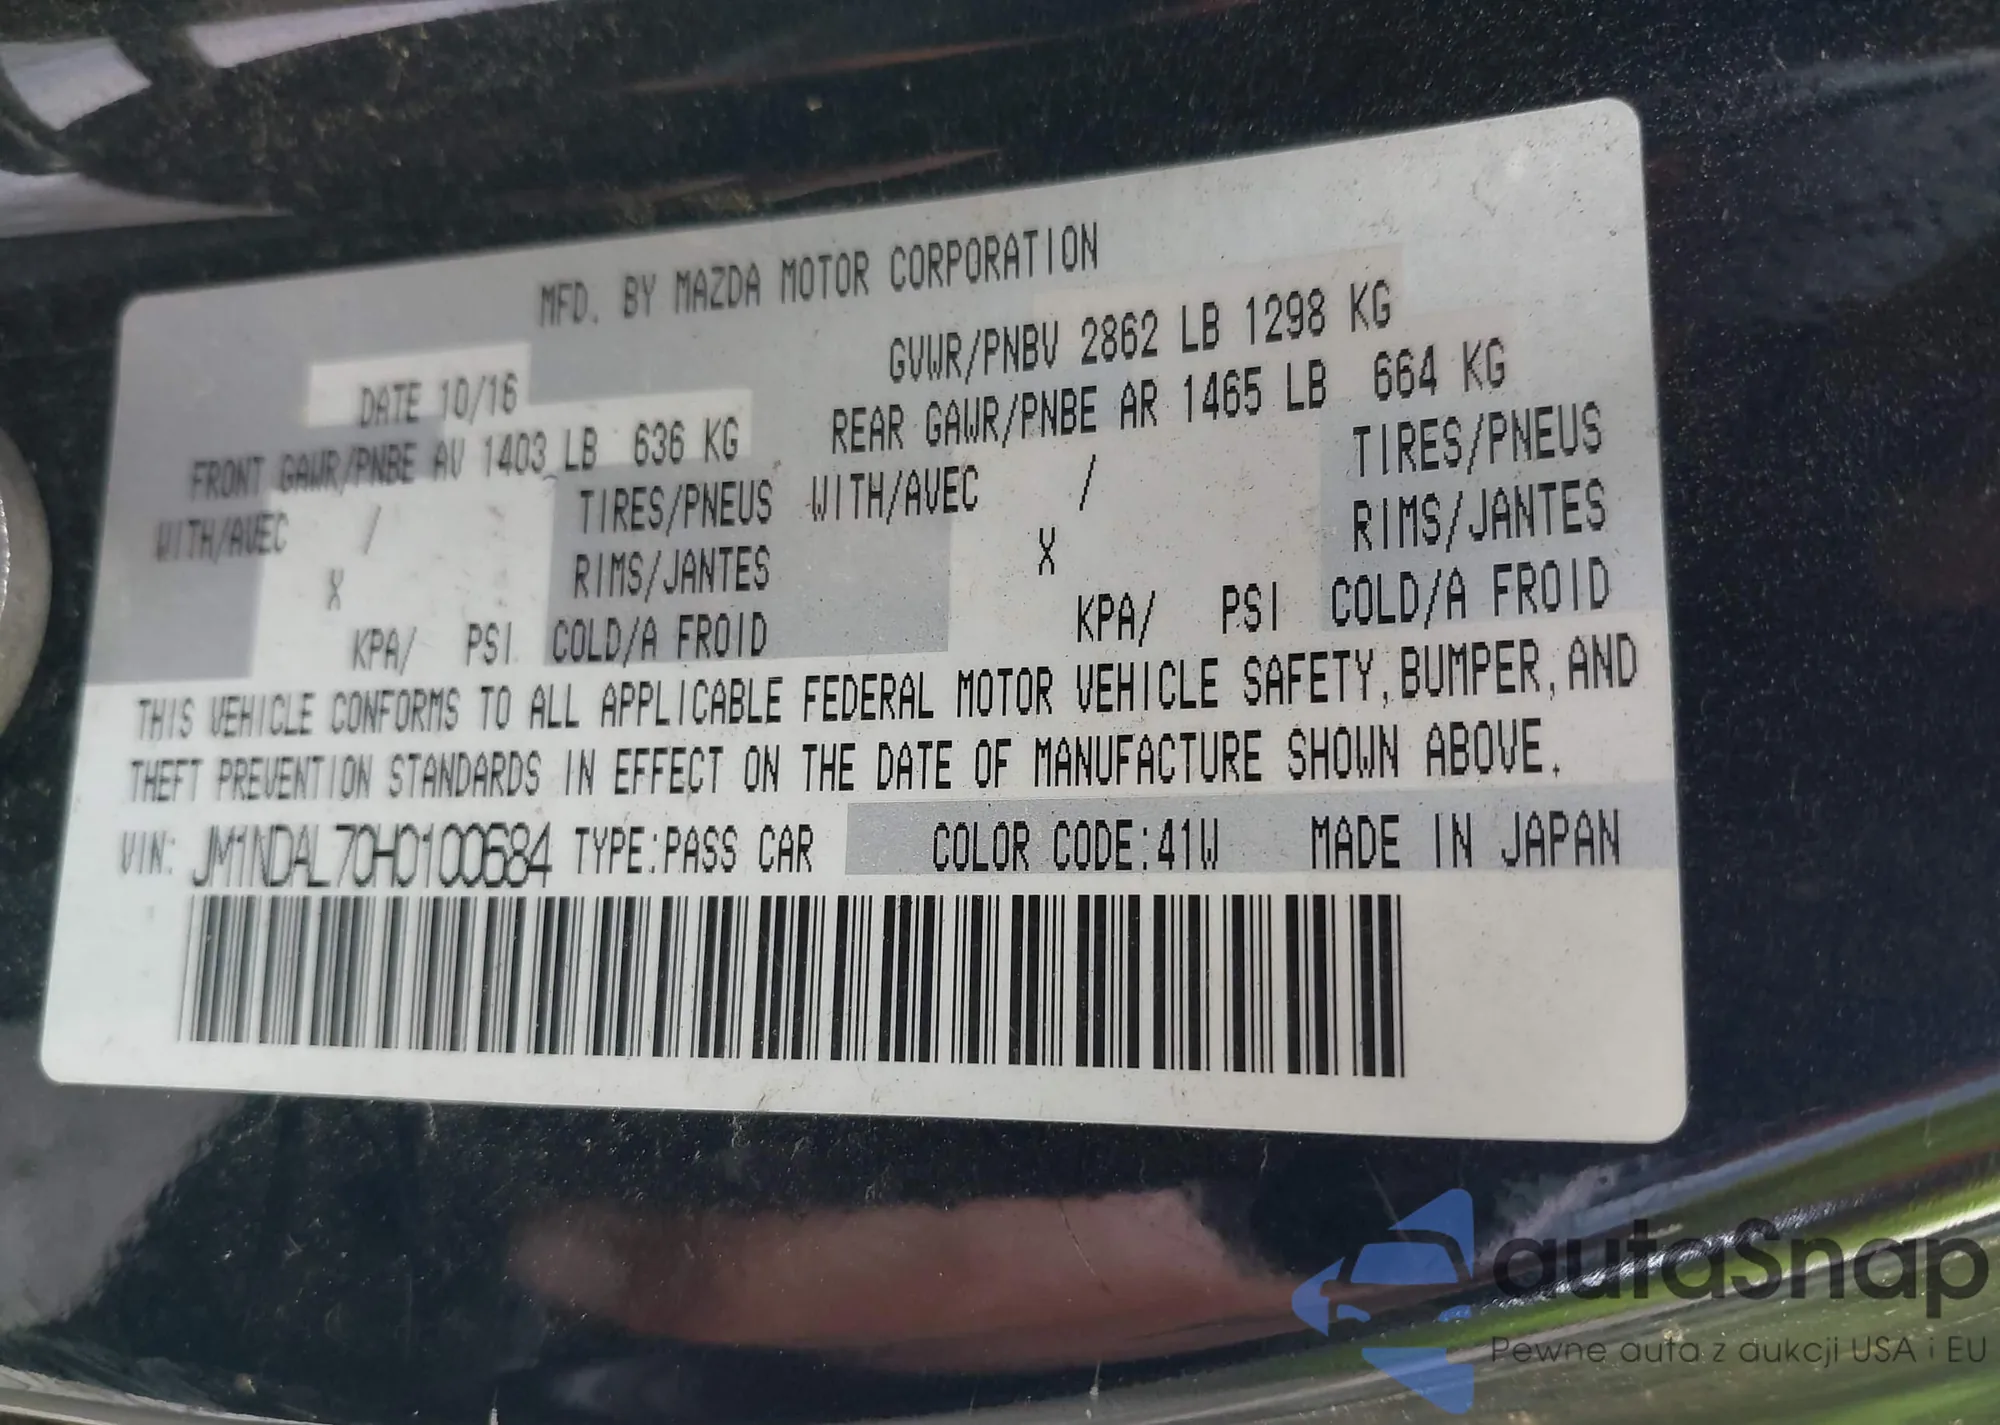 MFD. BY MAZDA MOTOR CORPORATION
DATE 10/16 GVWR/PNBV 2862 LB 1298 KG
FRONT GAWR/PNBE AV 1403 LB 636 KG REAR GAWR/PNBE AR 1465 LB 664 KG
WITH/AVEC / TIRES/PNEUS WITH/AVEC / TIRES/PNEUS
X RIMS/JANTES X RIMS/JANTES
KPA/ PSI COLD/A FROID KPA/ PSI COLD/A FROID
THIS VEHICLE CONFORMS TO ALL APPLICABLE FEDERAL MOTOR VEHICLE SAFETY, BUMPER, AND
THEFT PREVENTION STANDARDS IN EFFECT ON THE DATE OF MANUFACTURE SHOWN ABOVE.
VIN: JM1NDAL70H0100684 TYPE:PASS CAR COLOR CODE:41W MADE IN JAPAN
autaSnap
Pewne auta z aukcji USA i EU